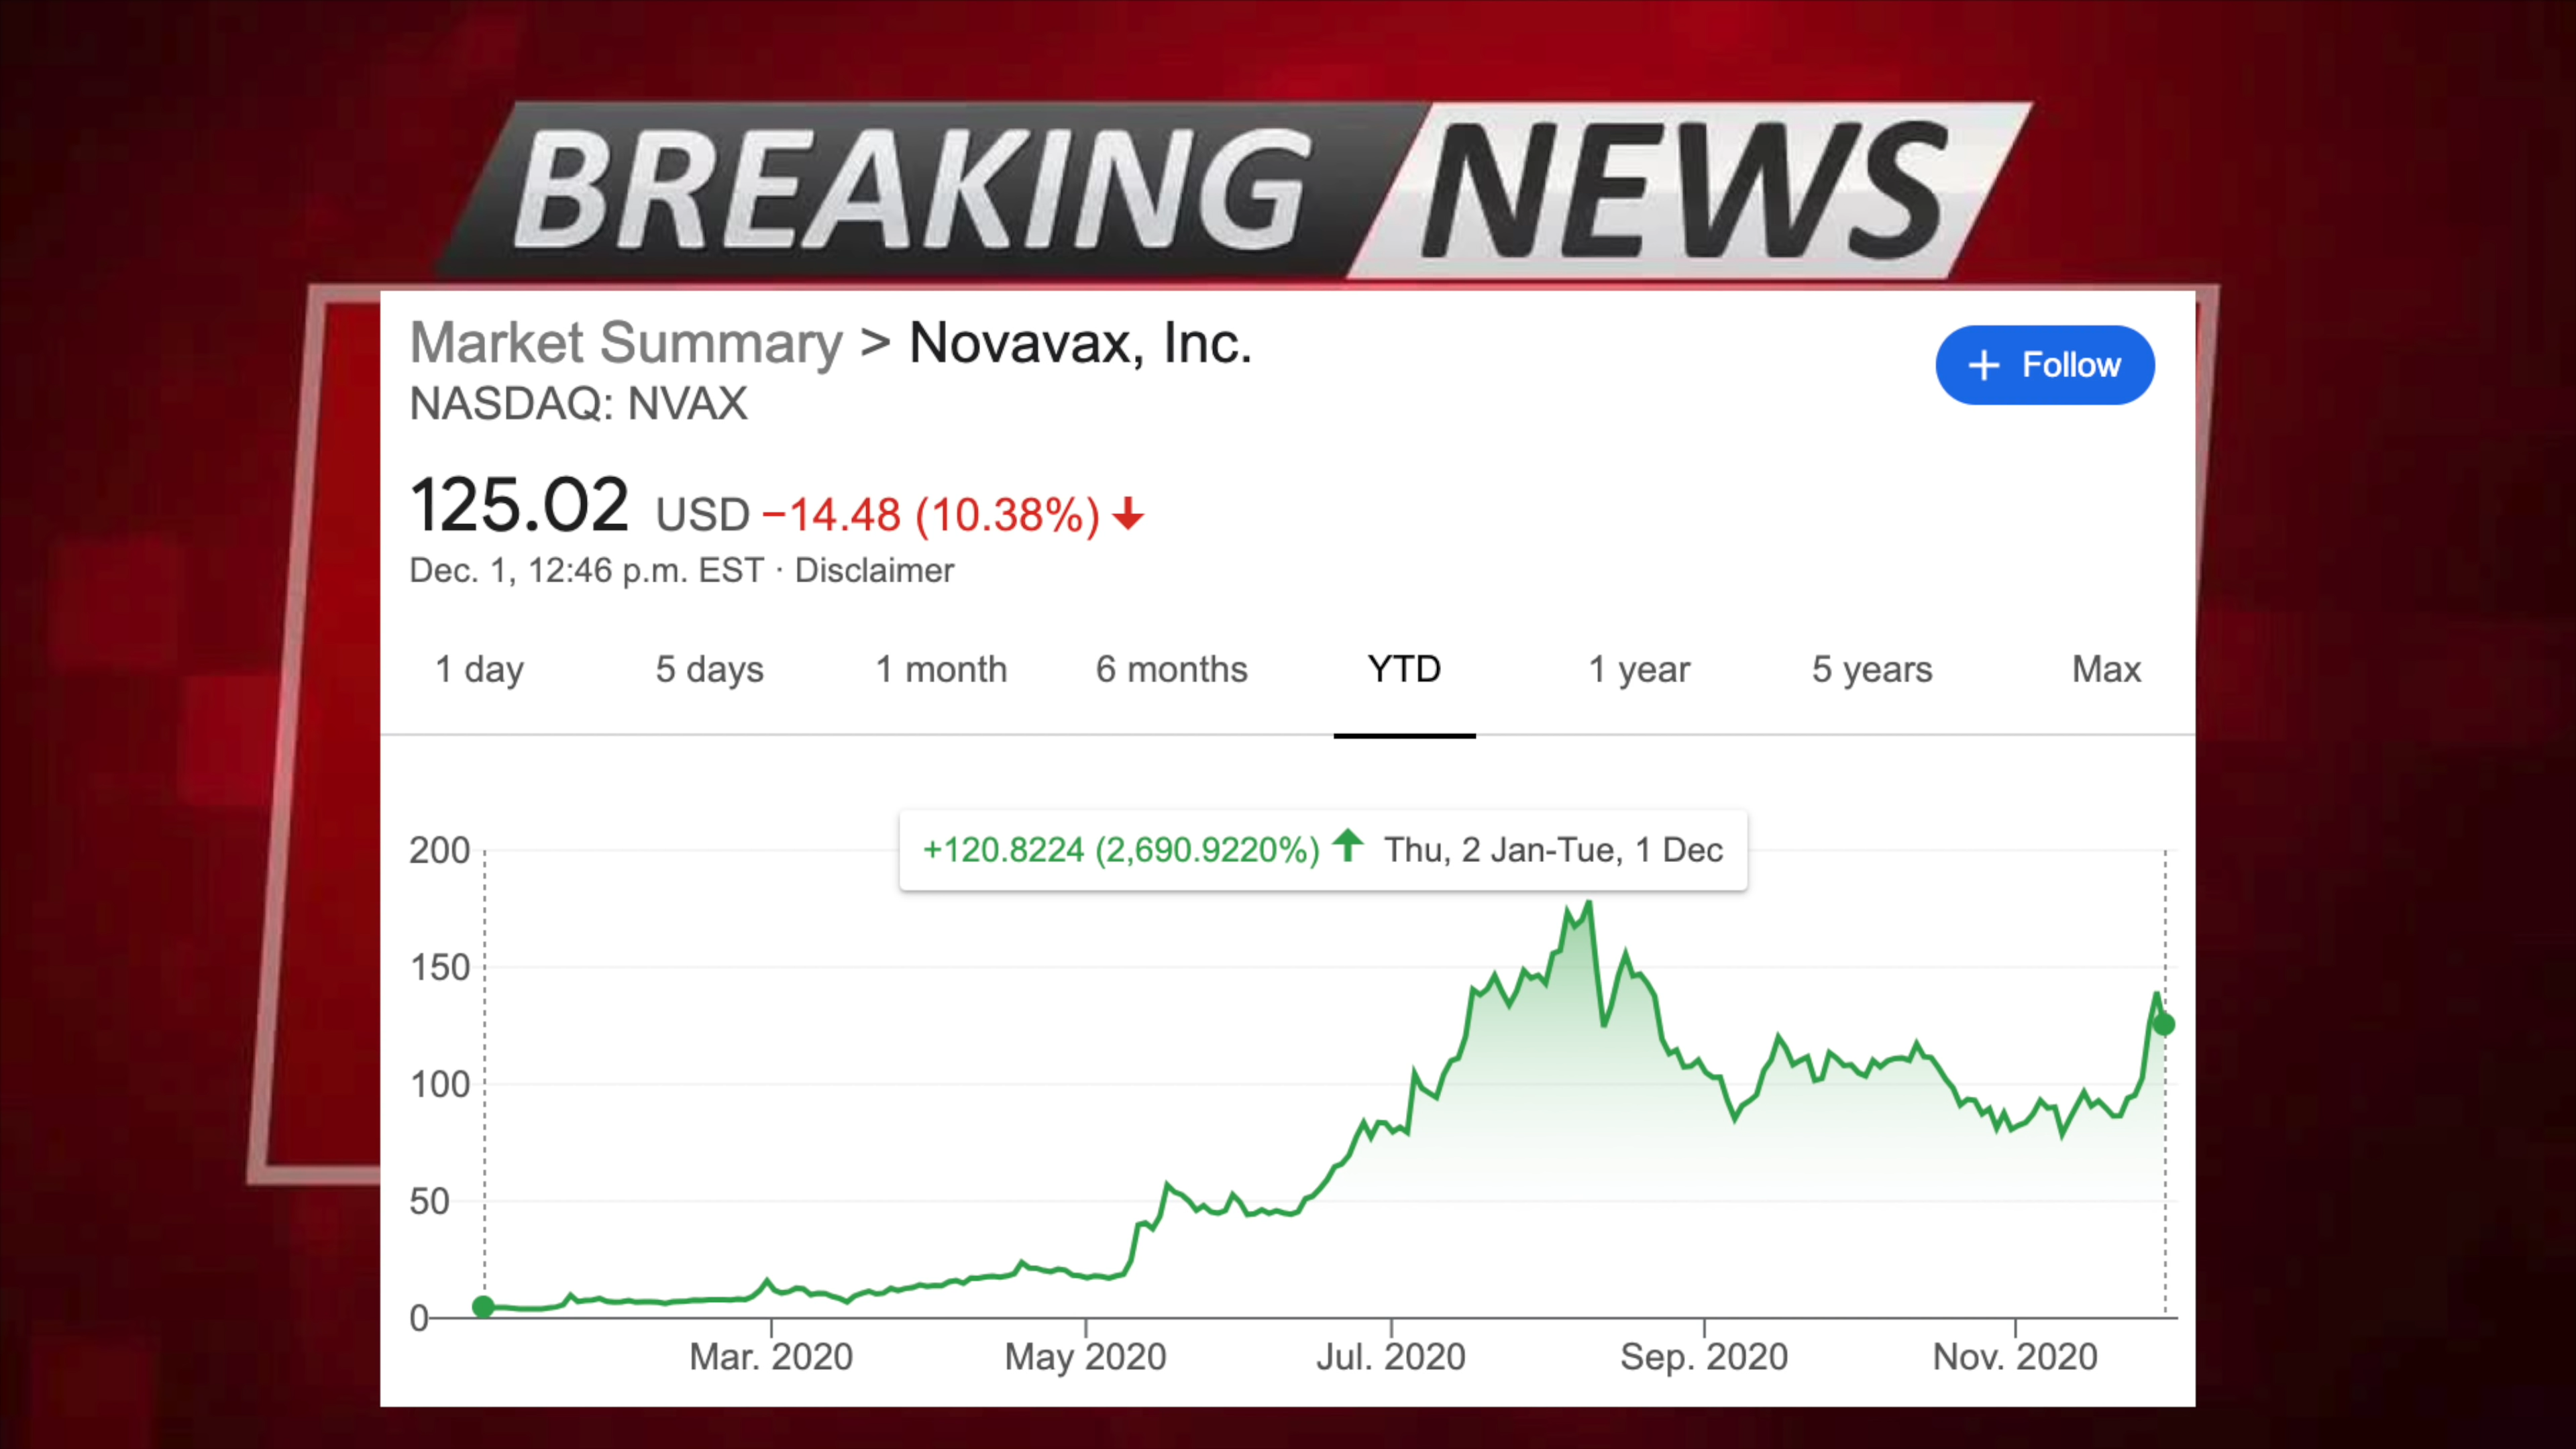 BREAKING NEWS
Market Summary > Novavax, Inc.
NASDAQ: NVAX
+ Follow
125.02 USD −14.48 (10.38%)
Dec. 1, 12:46 p.m. EST · Disclaimer
1 day 5 days 1 month 6 months YTD 1 year 5 years Max
+120.8224 (2,690.9220%) Thu, 2 Jan-Tue, 1 Dec
200
150
100
50
0
Mar. 2020 May 2020 Jul. 2020 Sep. 2020 Nov. 2020